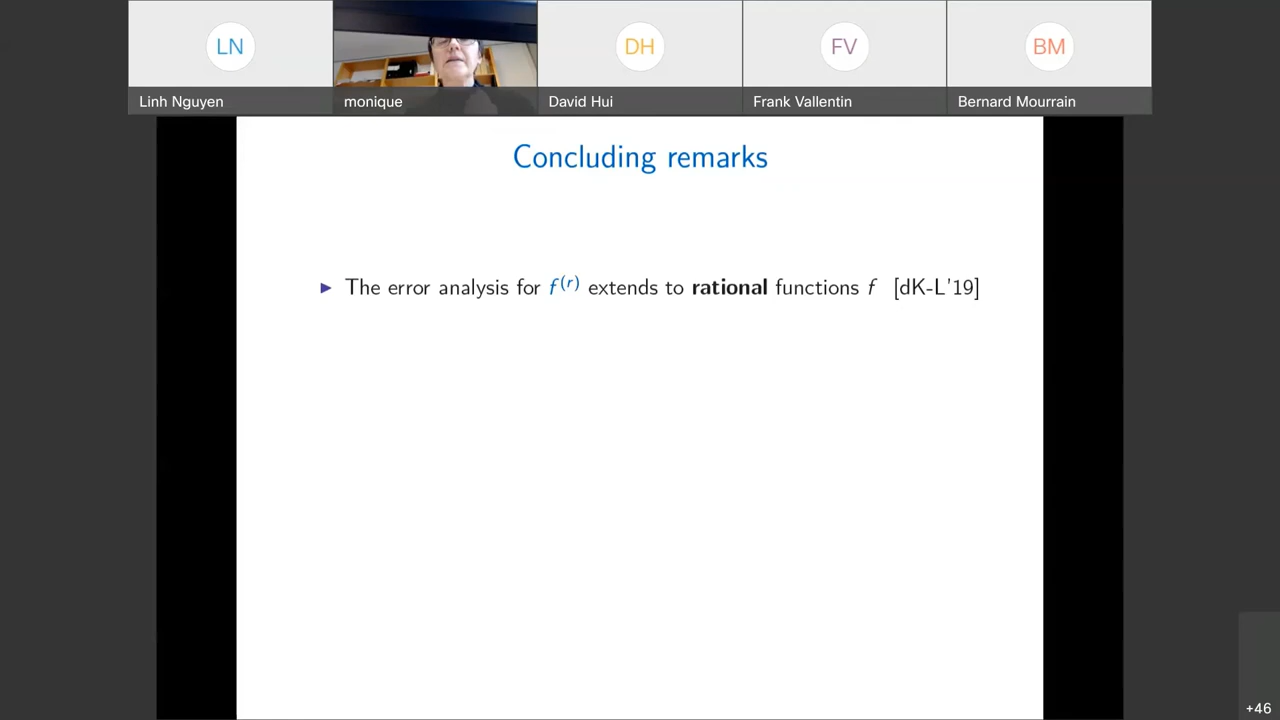 LN
DH
FV
BM
Linh Nguyen
monique
David Hui
Frank Vallentin
Bernard Mourrain
Concluding remarks
▶ The error analysis for f^(r) extends to rational functions f [dK-L'19]
+46